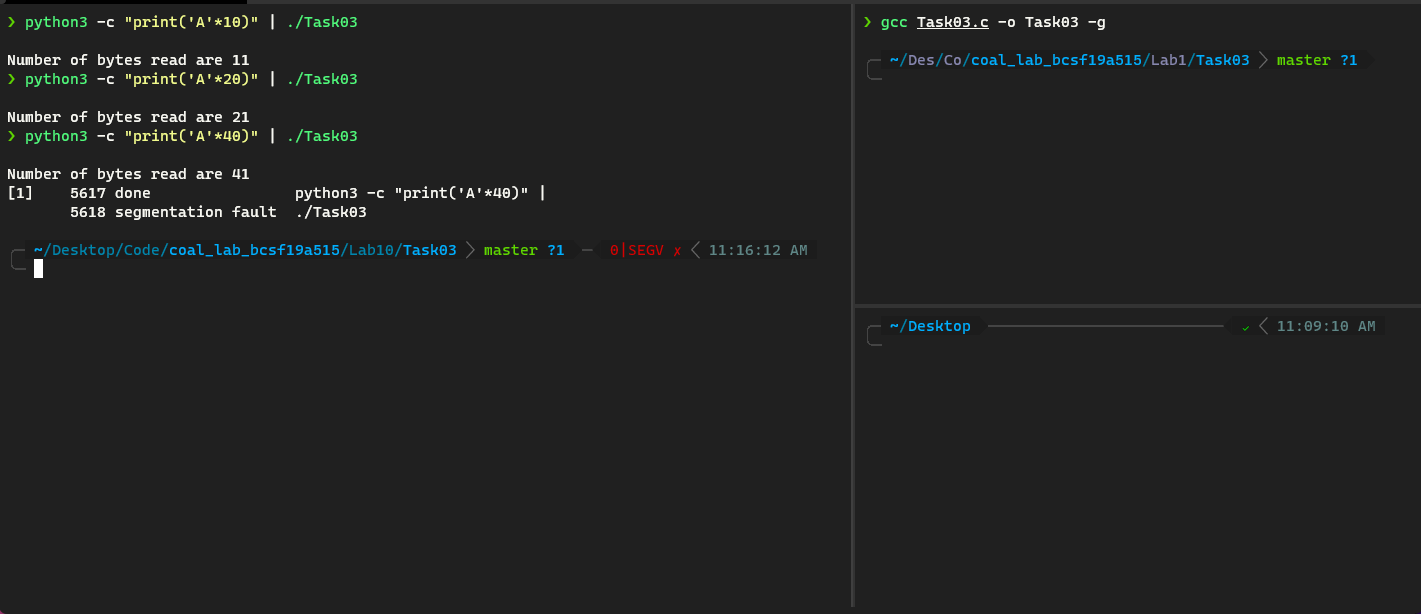 ❯ python3 -c "print('A'*10)" | ./Task03
Number of bytes read are 11
❯ python3 -c "print('A'*20)" | ./Task03
Number of bytes read are 21
❯ python3 -c "print('A'*40)" | ./Task03
Number of bytes read are 41
[1]    5617 done                python3 -c "print('A'*40)" |
       5618 segmentation fault  ./Task03
~/Desktop/Code/coal_lab_bcsf19a515/Lab10/Task03 master ?1 0|SEGV ✗ 11:16:12 AM
❯ gcc Task03.c -o Task03 -g
~/Des/Co/coal_lab_bcsf19a515/Lab1/Task03 master ?1
~/Desktop ✓ 11:09:10 AM